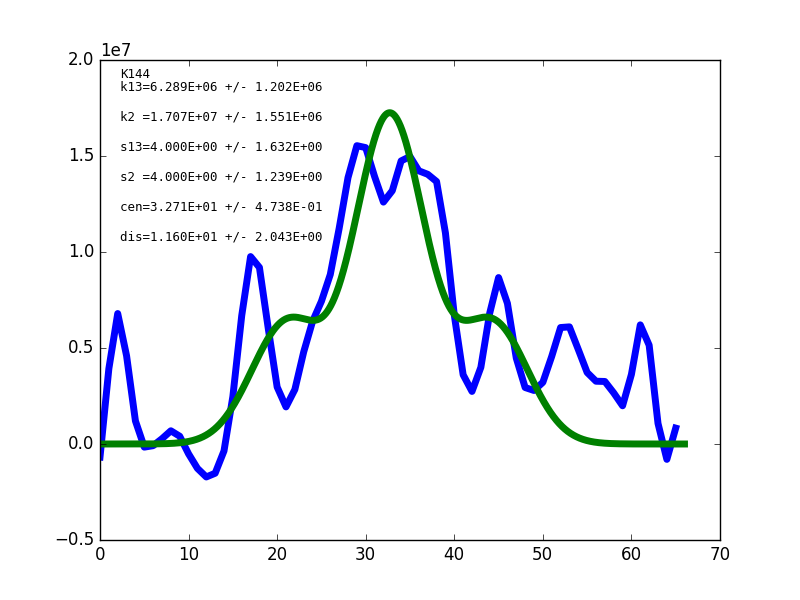 1e7
2.0
K144
k13=6.289E+06 +/- 1.202E+06
k2 =1.707E+07 +/- 1.551E+06
s13=4.000E+00 +/- 1.632E+00
s2 =4.000E+00 +/- 1.239E+00
cen=3.271E+01 +/- 4.738E-01
dis=1.160E+01 +/- 2.043E+00
1.5
1.0
0.5
0.0
−0.5
0 10 20 30 40 50 60 70